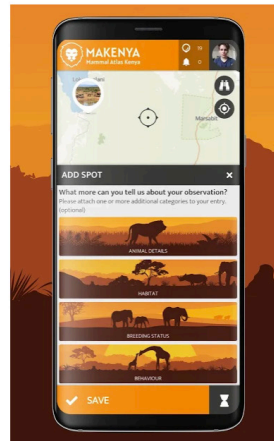 MAKENYA
Mammal Atlas Kenya
0
Marsabit
ADD SPOT
What more can you tell us about your observation?
Please attach one or more additional categories to your entry.
(optional)
ANIMAL DETAILS
HABITAT
BREEDING STATUS
BEHAVIOUR
SAVE